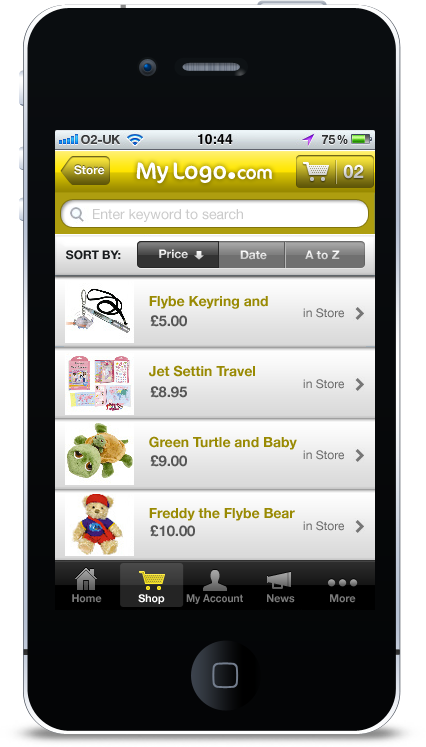 O2-UK 10:44 75%
Store My Logo.com 02
Enter keyword to search
SORT BY: Price Date A to Z
Flybe Keyring and
£5.00
in Store
Jet Settin Travel
£8.95
in Store
Green Turtle and Baby
£9.00
in Store
Freddy the Flybe Bear
£10.00
in Store
Home Shop My Account News More